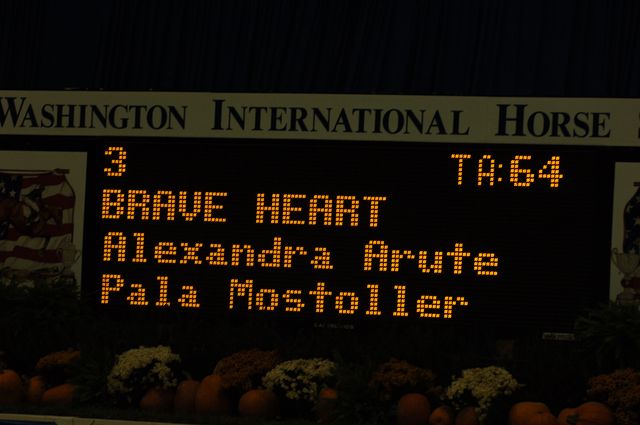 WASHINGTON INTERNATIONAL HORSE
3 TA:64
BRAVE HEART
Alexandra Arute
Pala Mostoller